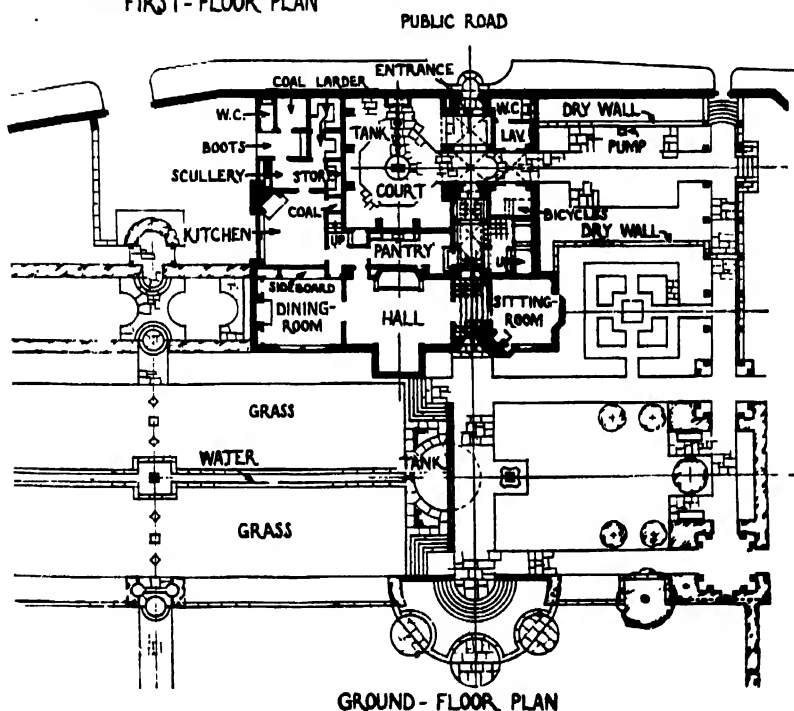 FIRST-FLOOR PLAN
PUBLIC ROAD
ENTRANCE
COAL LARDER
W.C.
W.C.
DRY WALL
TANK
LAV.
BOOTS
PUMP
SCULLERY
STORE
COURT
COAL
BICYCLES
KITCHEN
DRY WALL
UP
PANTRY
UP
SIDEBOARD
DINING-
ROOM
HALL
SITTING-
ROOM
GRASS
WATER
TANK
GRASS
GROUND-FLOOR PLAN